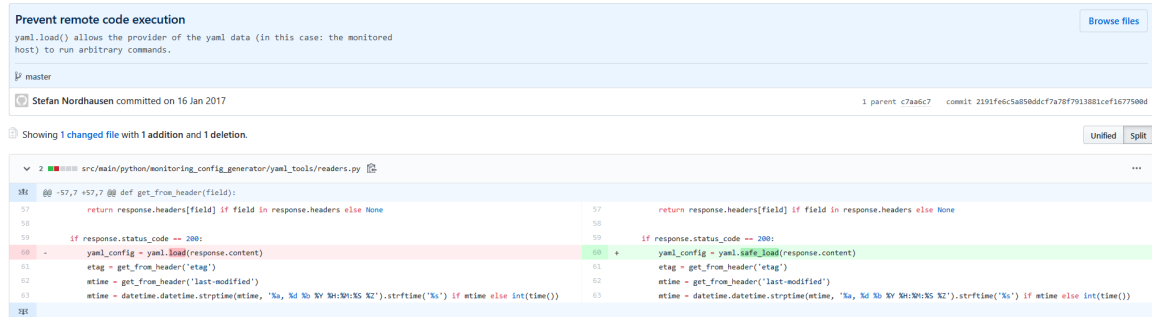 Prevent remote code execution
Browse files
yaml.load() allows the provider of the yaml data (in this case: the monitored
host) to run arbitrary commands.
master
Stefan Nordhausen committed on 16 Jan 2017
1 parent c7aa6c7 commit 2191fe6c5a850ddcf7a78f7913881cef1677500d
Showing 1 changed file with 1 addition and 1 deletion.
Unified Split
2 src/main/python/monitoring_config_generator/yaml_tools/readers.py
@@ -57,7 +57,7 @@ def get_from_header(field):
57 return response.headers[field] if field in response.headers else None
58
59 if response.status_code == 200:
60 - yaml_config = yaml.load(response.content)
61 etag = get_from_header('etag')
62 mtime = get_from_header('last-modified')
63 mtime = datetime.datetime.strptime(mtime, '%a, %d %b %Y %H:%M:%S %Z').strftime('%s') if mtime else int(time())
57 return response.headers[field] if field in response.headers else None
58
59 if response.status_code == 200:
60 + yaml_config = yaml.safe_load(response.content)
61 etag = get_from_header('etag')
62 mtime = get_from_header('last-modified')
63 mtime = datetime.datetime.strptime(mtime, '%a, %d %b %Y %H:%M:%S %Z').strftime('%s') if mtime else int(time())